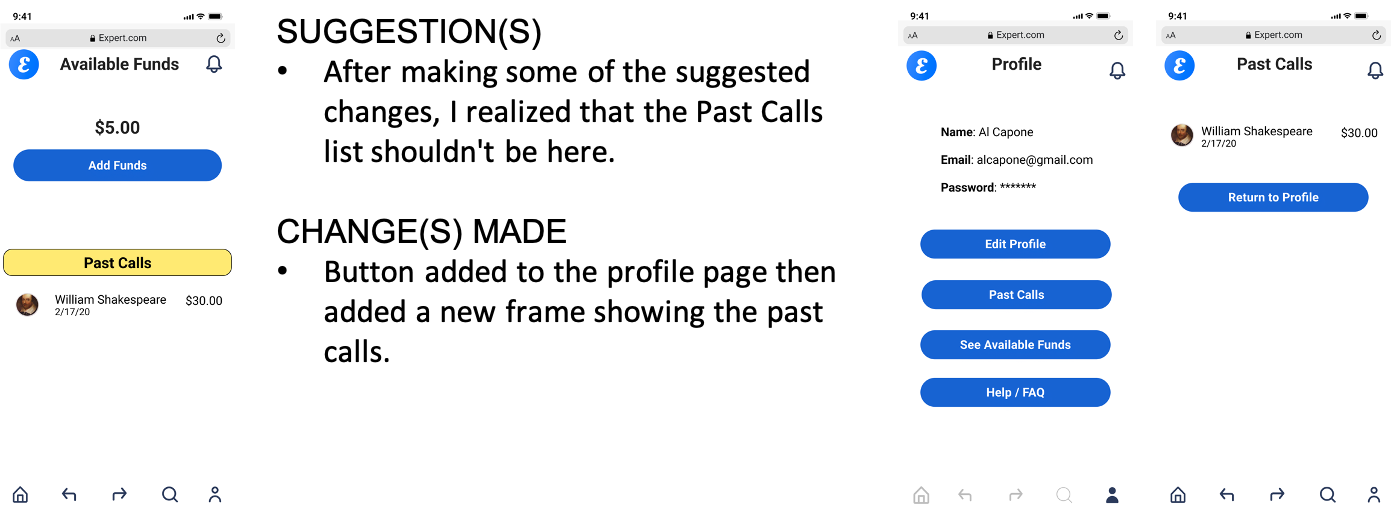 9:41
AA Expert.com
Available Funds
$5.00
Add Funds
Past Calls
William Shakespeare $30.00
2/17/20
SUGGESTION(S)
• After making some of the suggested
changes, I realized that the Past Calls
list shouldn't be here.
CHANGE(S) MADE
• Button added to the profile page then
added a new frame showing the past
calls.
9:41
AA Expert.com
Profile
Name: Al Capone
Email: alcapone@gmail.com
Password: *******
Edit Profile
Past Calls
See Available Funds
Help / FAQ
9:41
AA Expert.com
Past Calls
William Shakespeare $30.00
2/17/20
Return to Profile